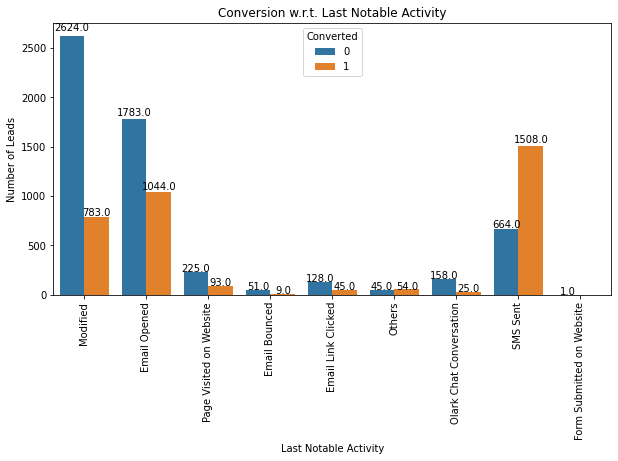 Conversion w.r.t. Last Notable Activity
Converted
0
1
Number of Leads
2500
2000
1500
1000
500
0
2624.0
783.0
1783.0
1044.0
225.0
93.0
51.0
9.0
128.0
45.0
45.0
54.0
158.0
25.0
664.0
1508.0
1.0
Modified
Email Opened
Page Visited on Website
Email Bounced
Email Link Clicked
Others
Olark Chat Conversation
SMS Sent
Form Submitted on Website
Last Notable Activity